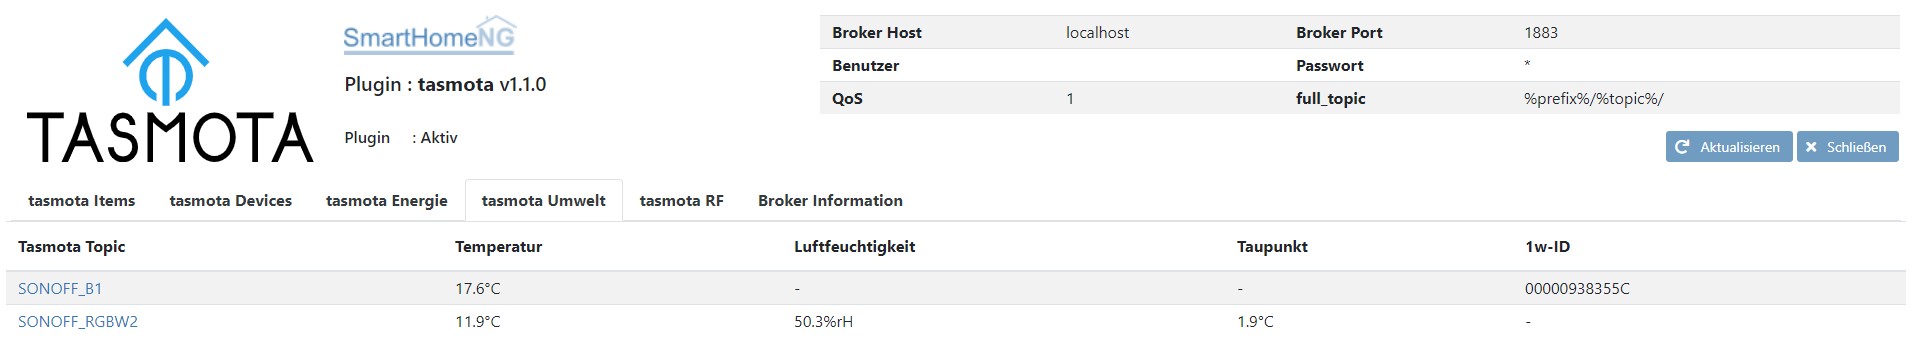 TASMOTA
SmartHomeNG
Plugin : tasmota v1.1.0
Plugin : Aktiv
Broker Host localhost Broker Port 1883
Benutzer Passwort *
QoS 1 full_topic %prefix%/%topic%/
Aktualisieren Schließen
tasmota Items tasmota Devices tasmota Energie tasmota Umwelt tasmota RF Broker Information
Tasmota Topic Temperatur Luftfeuchtigkeit Taupunkt 1w-ID
SONOFF_B1 17.6°C - - 00000938355C
SONOFF_RGBW2 11.9°C 50.3%rH 1.9°C -